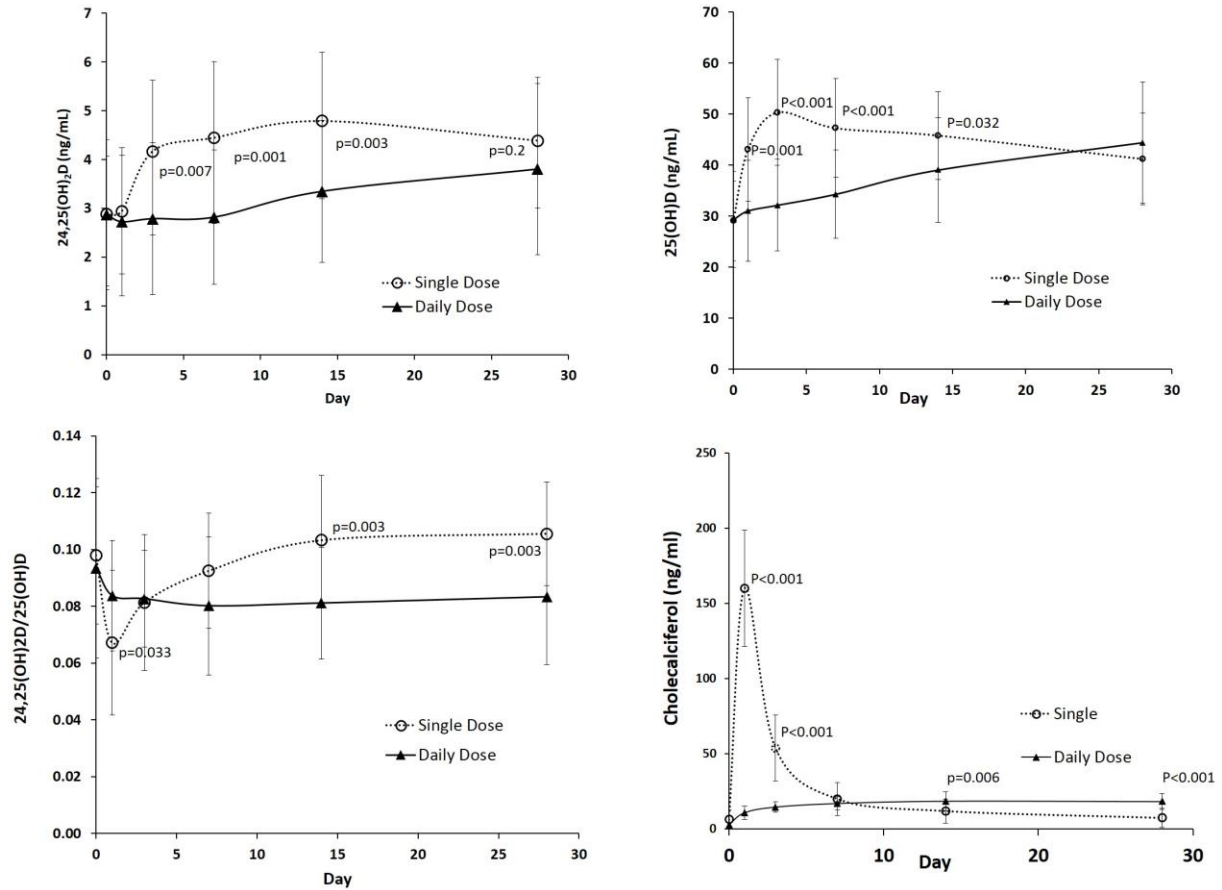 7
6
5
4
3
2
1
0
24,25(OH)₂D (ng/mL)
p=0.007
p=0.001
p=0.003
p=0.2
Single Dose
Daily Dose
0 5 10 15 20 25 30
Day
70
60
50
40
30
20
10
0
25(OH)D (ng/mL)
P=0.001
P<0.001
P<0.001
P=0.032
Single Dose
Daily Dose
0 5 10 15 20 25 30
Day
0.14
0.12
0.10
0.08
0.06
0.04
0.02
0.00
24,25(OH)2D/25(OH)D
p=0.033
p=0.003
p=0.003
Single Dose
Daily Dose
0 5 10 15 20 25 30
Day
250
200
150
100
50
0
Cholecalciferol (ng/ml)
P<0.001
P<0.001
p=0.006
P<0.001
Single
Daily Dose
0 10 20 30
Day